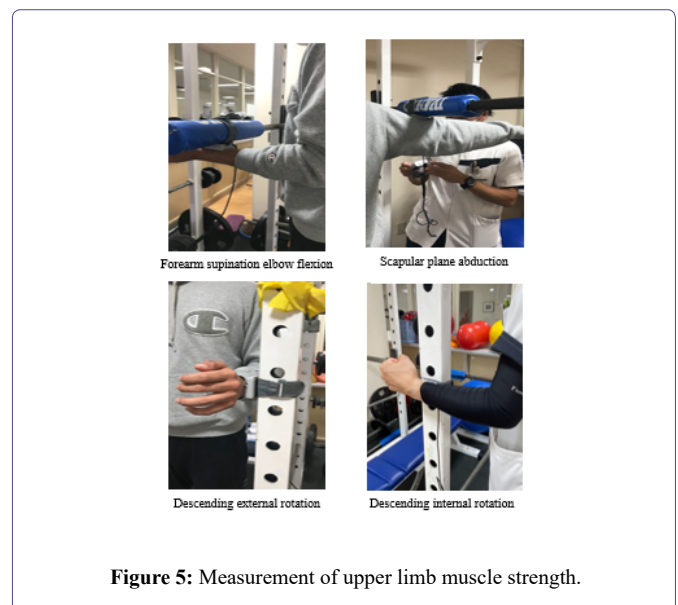 Forearm supination elbow flexion
Scapular plane abduction
Descending external rotation
Descending internal rotation
Figure 5: Measurement of upper limb muscle strength.